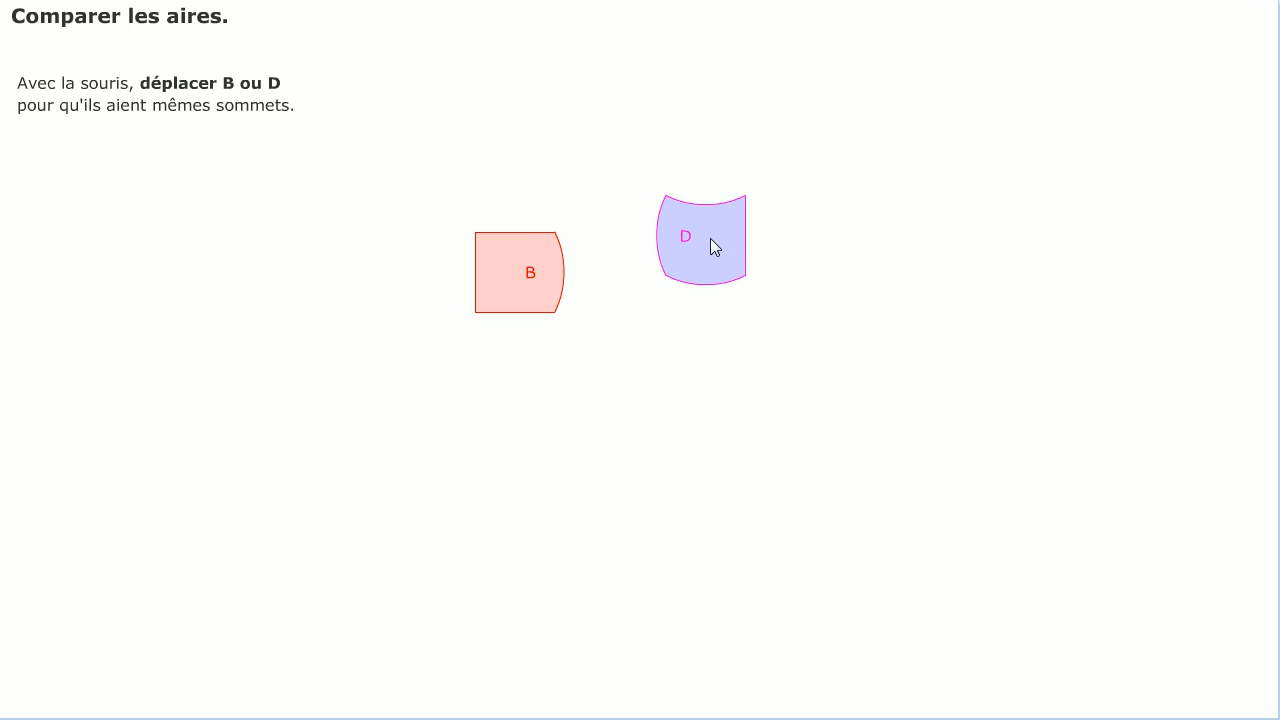 Comparer les aires.
Avec la souris, déplacer B ou D
pour qu'ils aient mêmes sommets.
D
B